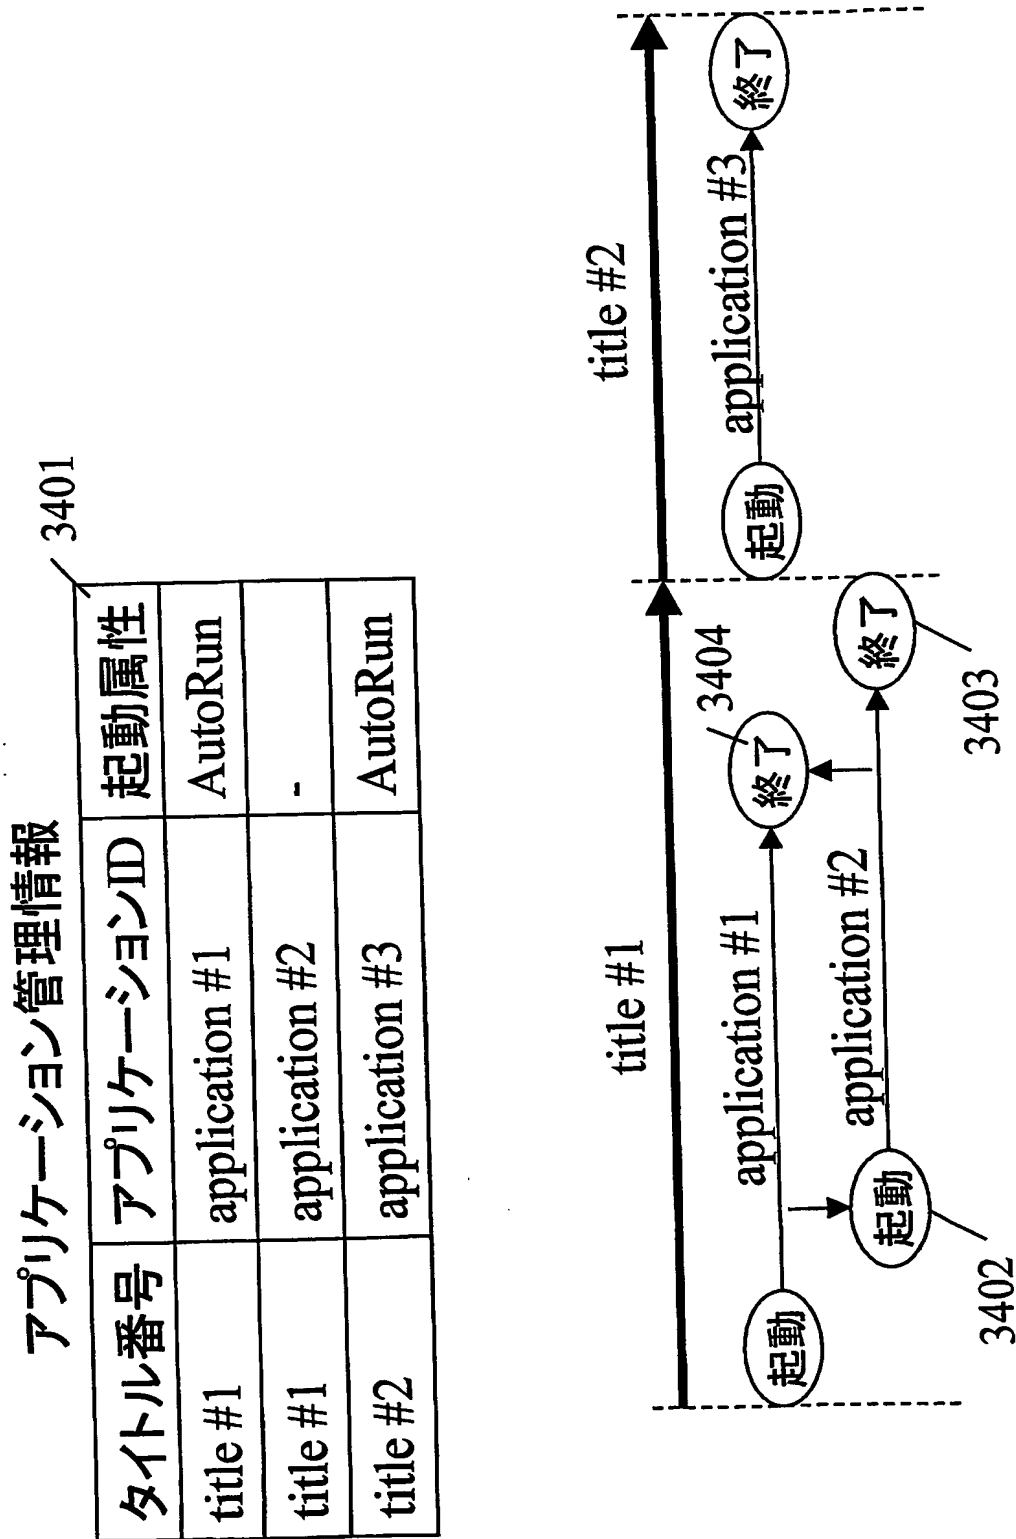 アプリケーション管理情報
3401
タイトル番号 アプリケーションID 起動属性
title #1 application #1 AutoRun
title #1 application #2 -
title #2 application #3 AutoRun
title #1 title #2
起動 application #1 終了 3404
起動 application #3 終了
起動 application #2 終了
3402 3403